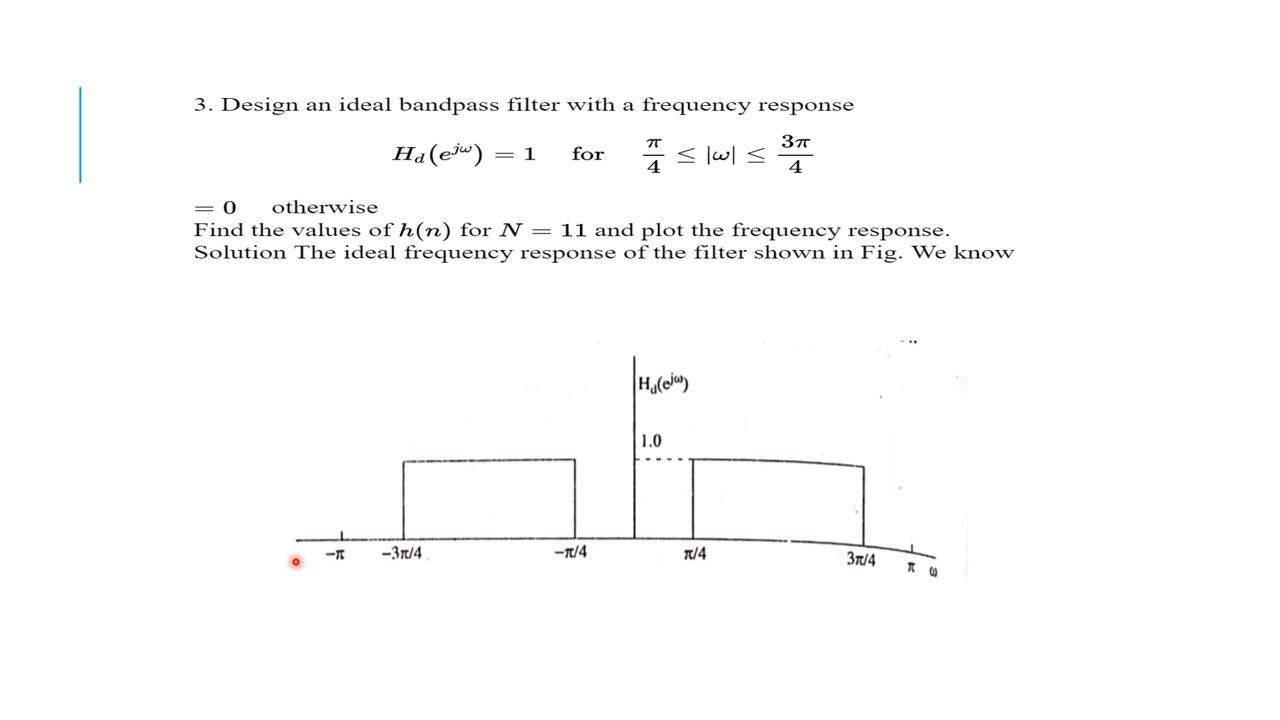 3. Design an ideal bandpass filter with a frequency response
H_d(e^{jω}) = 1 for π/4 ≤ |ω| ≤ 3π/4
= 0 otherwise
Find the values of h(n) for N = 11 and plot the frequency response.
Solution The ideal frequency response of the filter shown in Fig. We know
H_d(e^{jω})
1.0
−π −3π/4 −π/4 π/4 3π/4 π ω